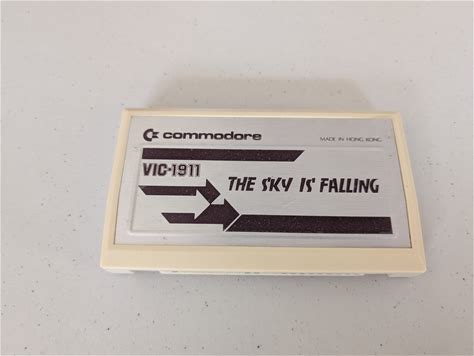 commodore
MADE IN HONG KONG
VIC-1911
THE SKY IS FALLING